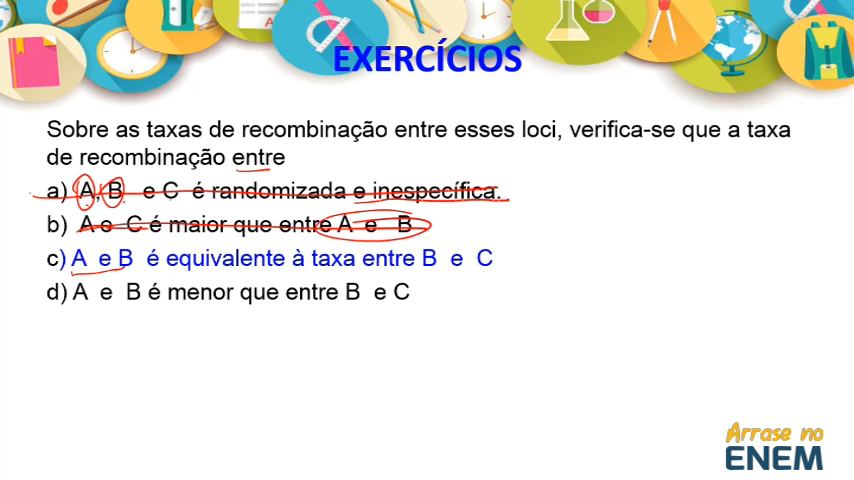 EXERCÍCIOS
Sobre as taxas de recombinação entre esses loci, verifica-se que a taxa
de recombinação entre
a) A, B e C é randomizada e inespecífica.
b) A e C é maior que entre A e B
c) A e B é equivalente à taxa entre B e C
d) A e B é menor que entre B e C
Arrase no
ENEM